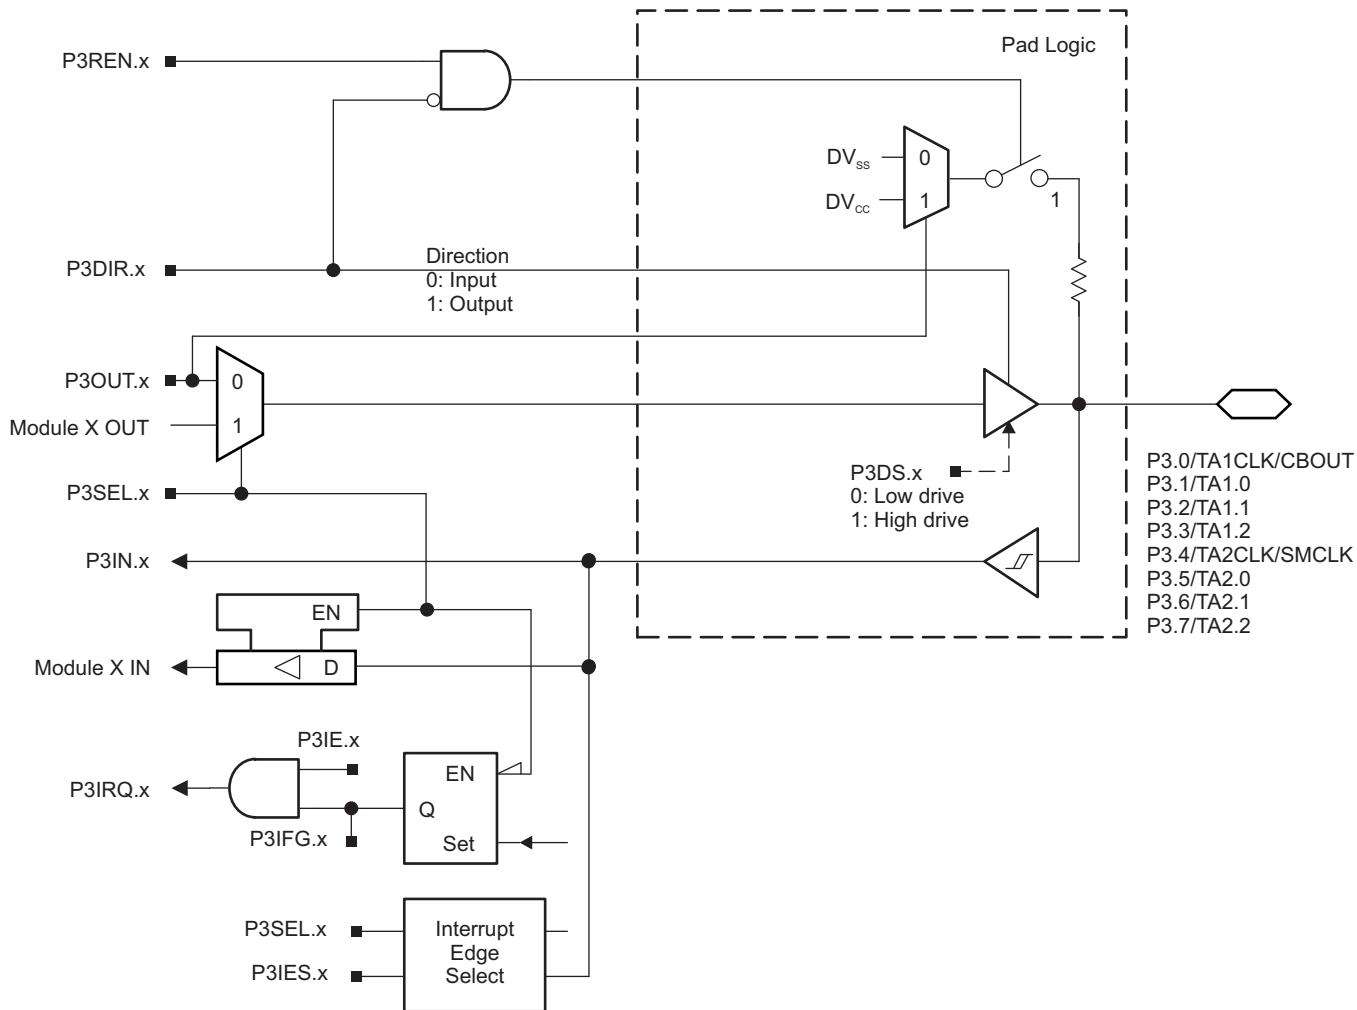 Pad Logic
P3REN.x
DVSS
0
DVCC
1
1
P3DIR.x
Direction
0: Input
1: Output
P3OUT.x
0
Module X OUT
1
P3SEL.x
P3DS.x
0: Low drive
1: High drive
P3.0/TA1CLK/CBOUT
P3.1/TA1.0
P3.2/TA1.1
P3.3/TA1.2
P3.4/TA2CLK/SMCLK
P3.5/TA2.0
P3.6/TA2.1
P3.7/TA2.2
P3IN.x
EN
Module X IN
D
P3IE.x
P3IRQ.x
P3IFG.x
EN
Q
Set
P3SEL.x
P3IES.x
Interrupt
Edge
Select